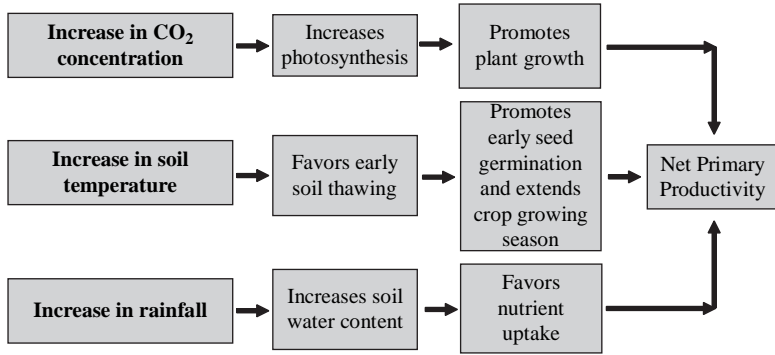 Increase in CO₂
concentration
Increases
photosynthesis
Promotes
plant growth
Increase in soil
temperature
Favors early
soil thawing
Promotes
early seed
germination
and extends
crop growing
season
Net Primary
Productivity
Increase in rainfall
Increases soil
water content
Favors
nutrient
uptake